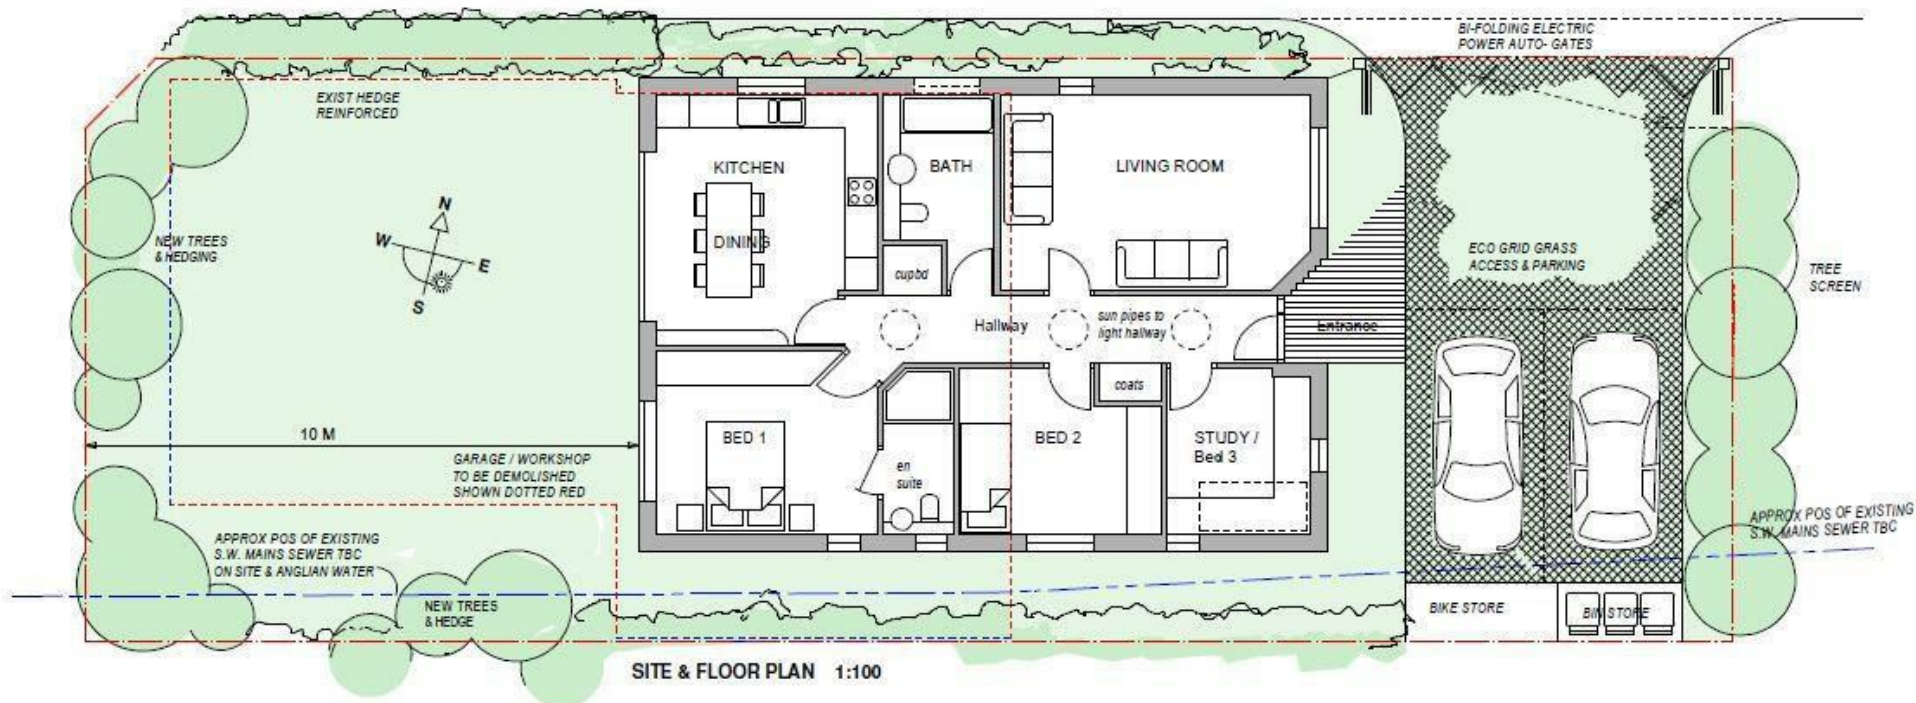 BI-FOLDING ELECTRIC
POWER AUTO- GATES
EXIST HEDGE
REINFORCED
KITCHEN
BATH
LIVING ROOM
N
W
E
S
NEW TREES
& HEDGING
DINING
cupbd
ECO GRID GRASS
ACCESS & PARKING
TREE
SCREEN
Hallway
sun pipes to
light hallway
Entrance
coats
10 M
BED 1
BED 2
STUDY /
Bed 3
GARAGE / WORKSHOP
TO BE DEMOLISHED
SHOWN DOTTED RED
en
suite
APPROX POS OF EXISTING
S.W. MAINS SEWER TBC
APPROX POS OF EXISTING
S.W. MAINS SEWER TBC
ON SITE & ANGLIAN WATER
NEW TREES
& HEDGE
BIKE STORE
BIN STORE
SITE & FLOOR PLAN 1:100